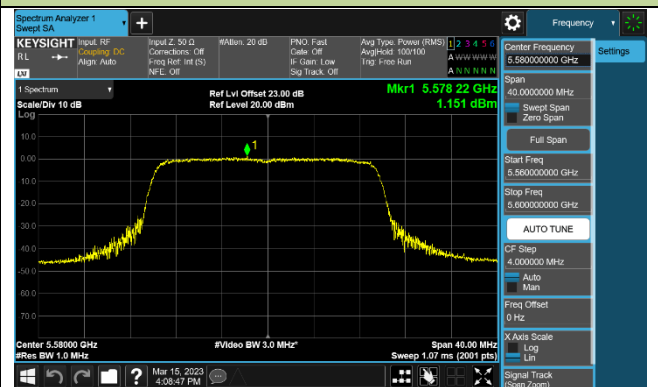 Spectrum Analyzer 1
Swept SA
Frequency
KEYSIGHT
RL
LXI
Input: RF
Coupling: DC
Align: Auto
Input Z: 50 Ω
Corrections: Off
Freq Ref: Int (S)
NFE: Off
#Atten: 20 dB
PNO: Fast
Gate: Off
IF Gain: Low
Sig Track: Off
Avg Type: Power (RMS)
Avg|Hold: 100/100
Trig: Free Run
1 2 3 4 5 6
A W W W W W
A N N N N N
1 Spectrum
Scale/Div 10 dB
Log
Ref Lvl Offset 23.00 dB
Ref Level 20.00 dBm
Mkr1 5.578 22 GHz
1.151 dBm
10.0
0.00
-10.0
-20.0
-30.0
-40.0
-50.0
-60.0
-70.0
1
Center 5.58000 GHz
#Res BW 1.0 MHz
#Video BW 3.0 MHz*
Span 40.00 MHz
Sweep 1.07 ms (2001 pts)
Mar 15, 2023
4:08:47 PM
Center Frequency
5.580000000 GHz
Settings
Span
40.0000000 MHz
Swept Span
Zero Span
Full Span
Start Freq
5.560000000 GHz
Stop Freq
5.600000000 GHz
AUTO TUNE
CF Step
4.000000 MHz
Auto
Man
Freq Offset
0 Hz
X Axis Scale
Log
Lin
Signal Track
(Span Zoom)